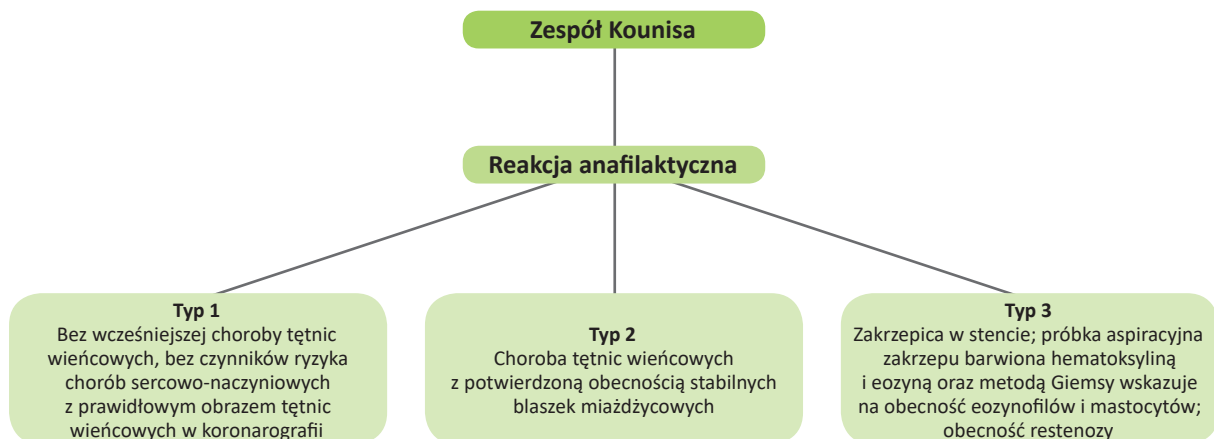 Zespół Kounisa
Reakcja anafilaktyczna
Typ 1
Bez wcześniejszej choroby tętnic
wieńcowych, bez czynników ryzyka
chorób sercowo-naczyniowych
z prawidłowym obrazem tętnic
wieńcowych w koronarografii
Typ 2
Choroba tętnic wieńcowych
z potwierdzoną obecnością stabilnych
blaszek miażdżycowych
Typ 3
Zakrzepica w stencie; próbka aspiracyjna
zakrzepu barwiona hematoksyliną
i eozyną oraz metodą Giemsy wskazuje
na obecność eozynofilów i mastocytów;
obecność restenozy